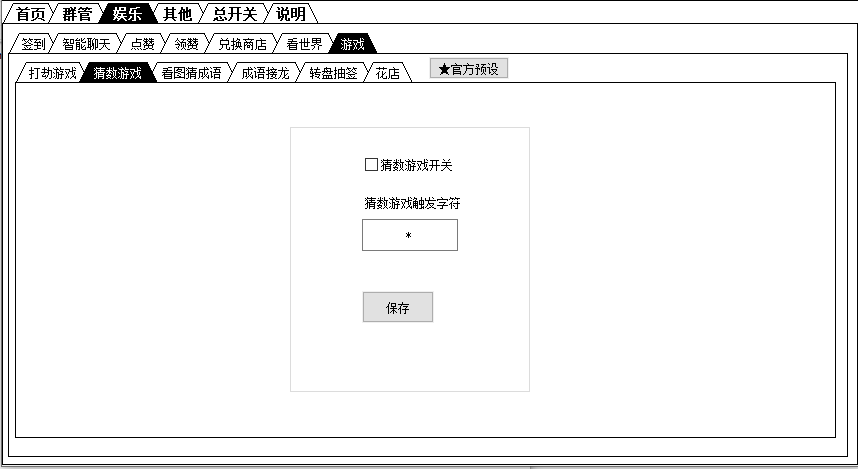 首页 群管 娱乐 其他 总开关 说明
签到 智能聊天 点赞 领赞 兑换商店 看世界 游戏
打劫游戏 猜数游戏 看图猜成语 成语接龙 转盘抽签 花店 ★官方预设
猜数游戏开关
猜数游戏触发字符
*
保存